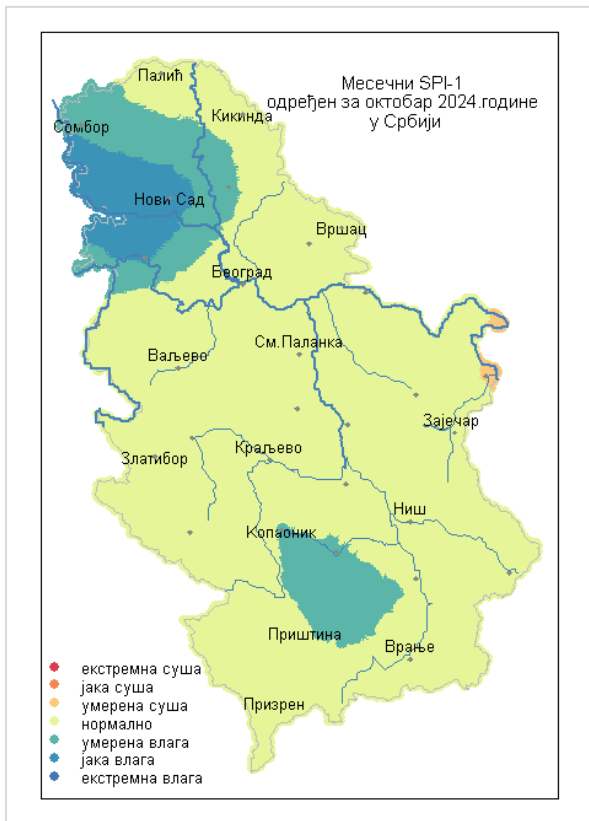 Месечни SPI-1
одређен за октобар 2024.године
у Србији
Палић
Кикинда
Сомбор
Нови Сад
Вршац
Београд
См.Паланка
Ваљево
Зајечар
Златибор
Краљево
Ниш
Копаоник
Приштина
Врање
Призрен
екстремна суша
јака суша
умерена суша
нормално
умерена влага
јака влага
екстремна влага